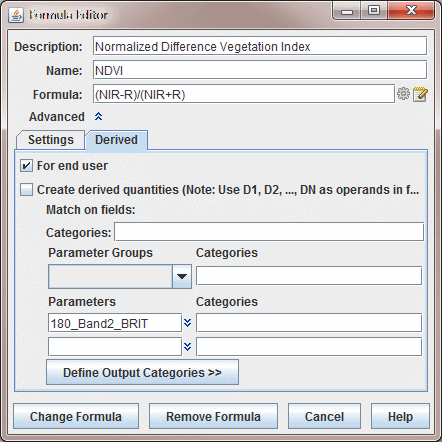 Formula Editor
Description: Normalized Difference Vegetation Index
Name: NDVI
Formula: (NIR-R)/(NIR+R)
Advanced
Settings Derived
For end user
Create derived quantities (Note: Use D1, D2, ..., DN as operands in f...
Match on fields:
Categories:
Parameter Groups Categories
Parameters Categories
180_Band2_BRIT
Define Output Categories >>
Change Formula Remove Formula Cancel Help